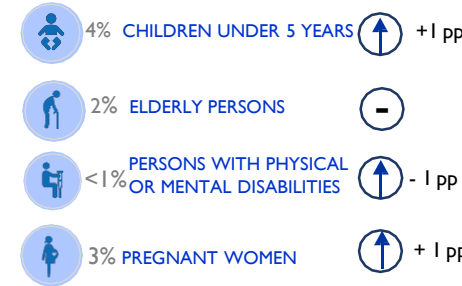 4% CHILDREN UNDER 5 YEARS +1 pp
2% ELDERLY PERSONS -
<1% PERSONS WITH PHYSICAL
OR MENTAL DISABILITIES - 1 pp
3% PREGNANT WOMEN + 1 pp